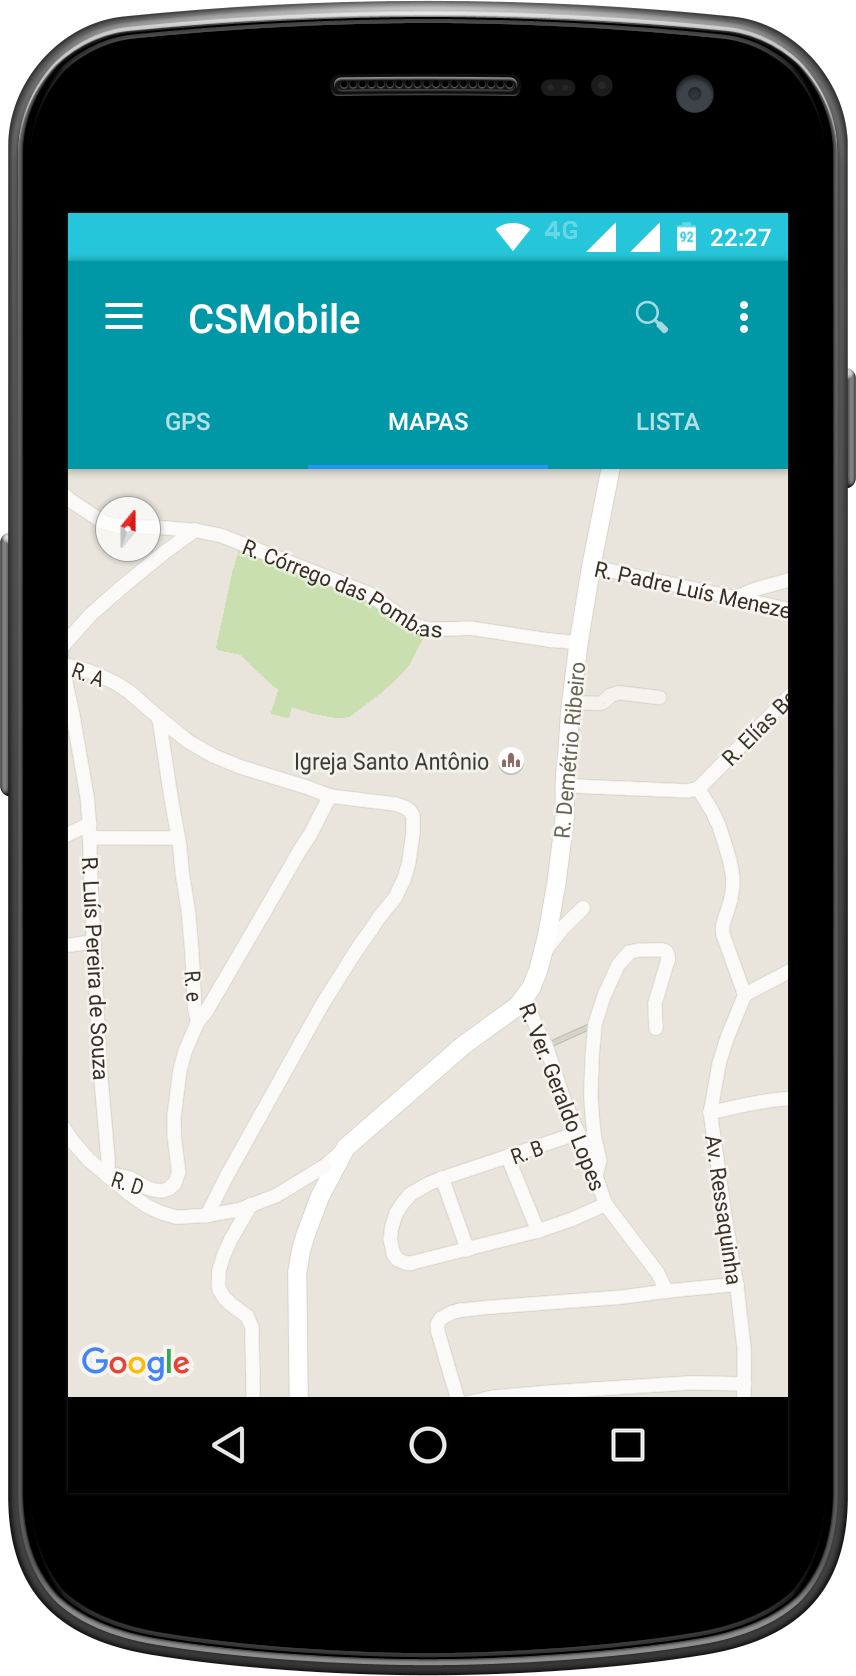 4G 92 22:27
CSMobile
GPS MAPAS LISTA
R. Córrego das Pombas
R. Padre Luís Meneze
R. A
R. Demétrio Ribeiro
R. Elías Be
Igreja Santo Antônio
R. Luís Pereira de Souza
R. e
R. Ver. Geraldo Lopes
R. B
Av. Ressaquinha
R. D
Google